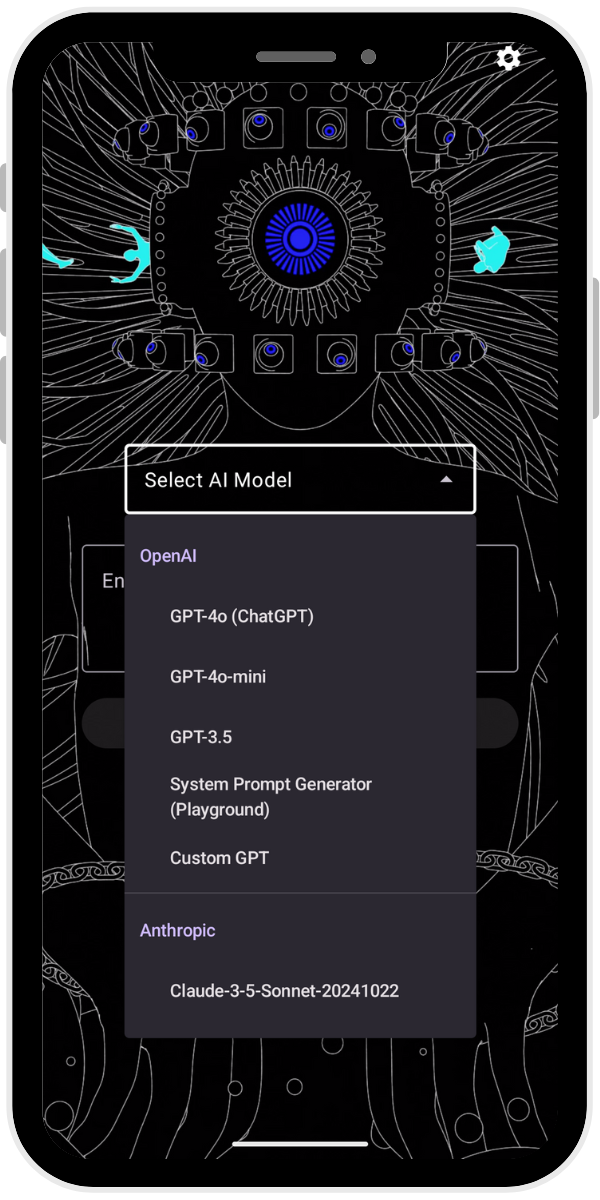 Select AI Model
OpenAI
En
GPT-4o (ChatGPT)
GPT-4o-mini
GPT-3.5
System Prompt Generator
(Playground)
Custom GPT
Anthropic
Claude-3-5-Sonnet-20241022